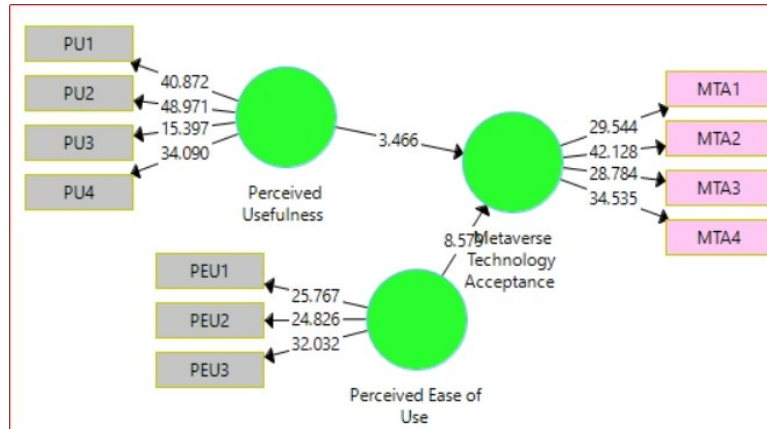 PU1
PU2
PU3
PU4
40.872
48.971
15.397
34.090
Perceived
Usefulness
3.466
MTA1
MTA2
MTA3
MTA4
29.544
42.128
28.784
34.535
8.579
Metaverse
Technology
Acceptance
PEU1
PEU2
PEU3
25.767
24.826
32.032
Perceived Ease of
Use